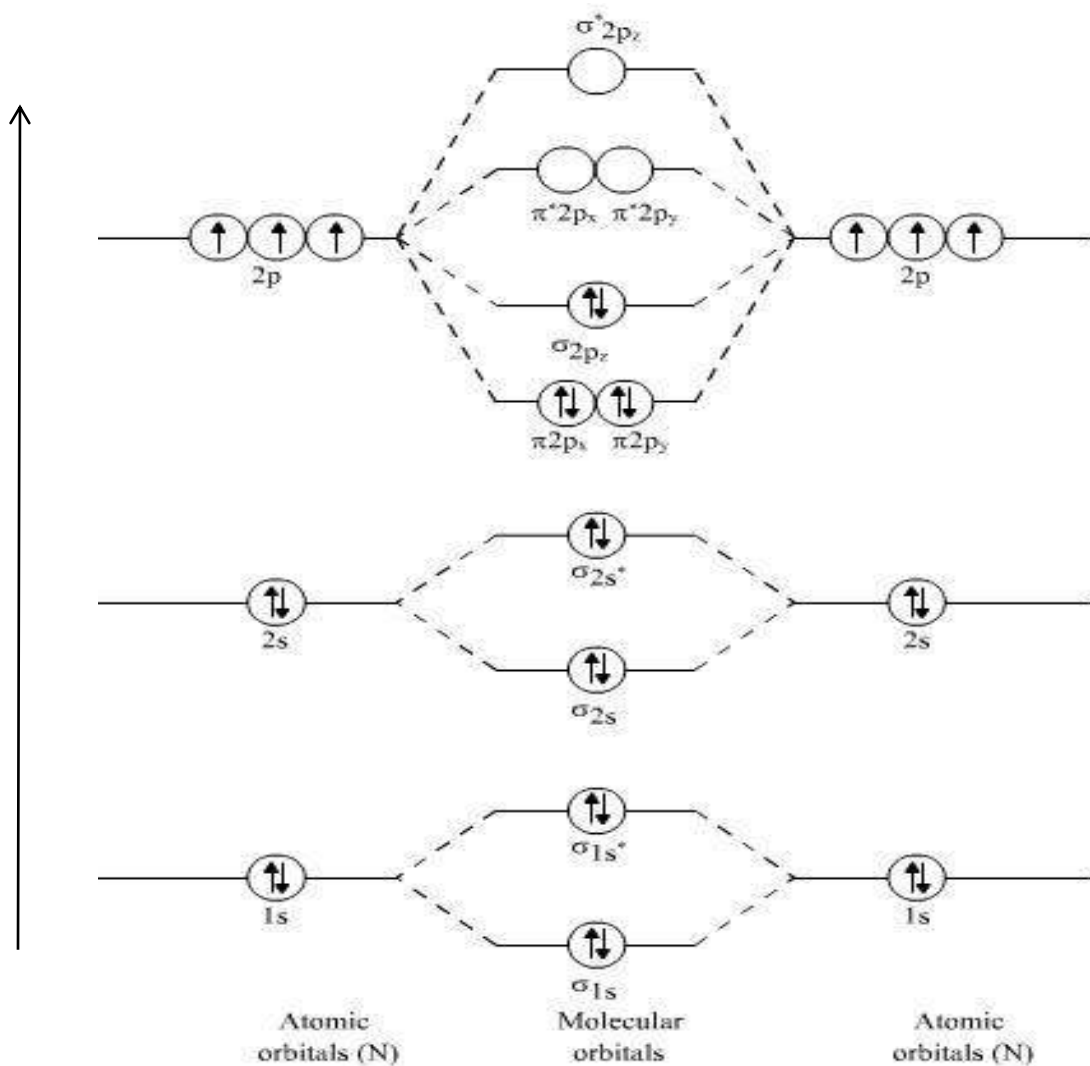 σ*2pz
π*2px π*2py
2p 2p
σ2pz
π2px π2py
σ2s*
2s 2s
σ2s
σ1s*
1s 1s
σ1s
Atomic Molecular Atomic
orbitals (N) orbitals orbitals (N)